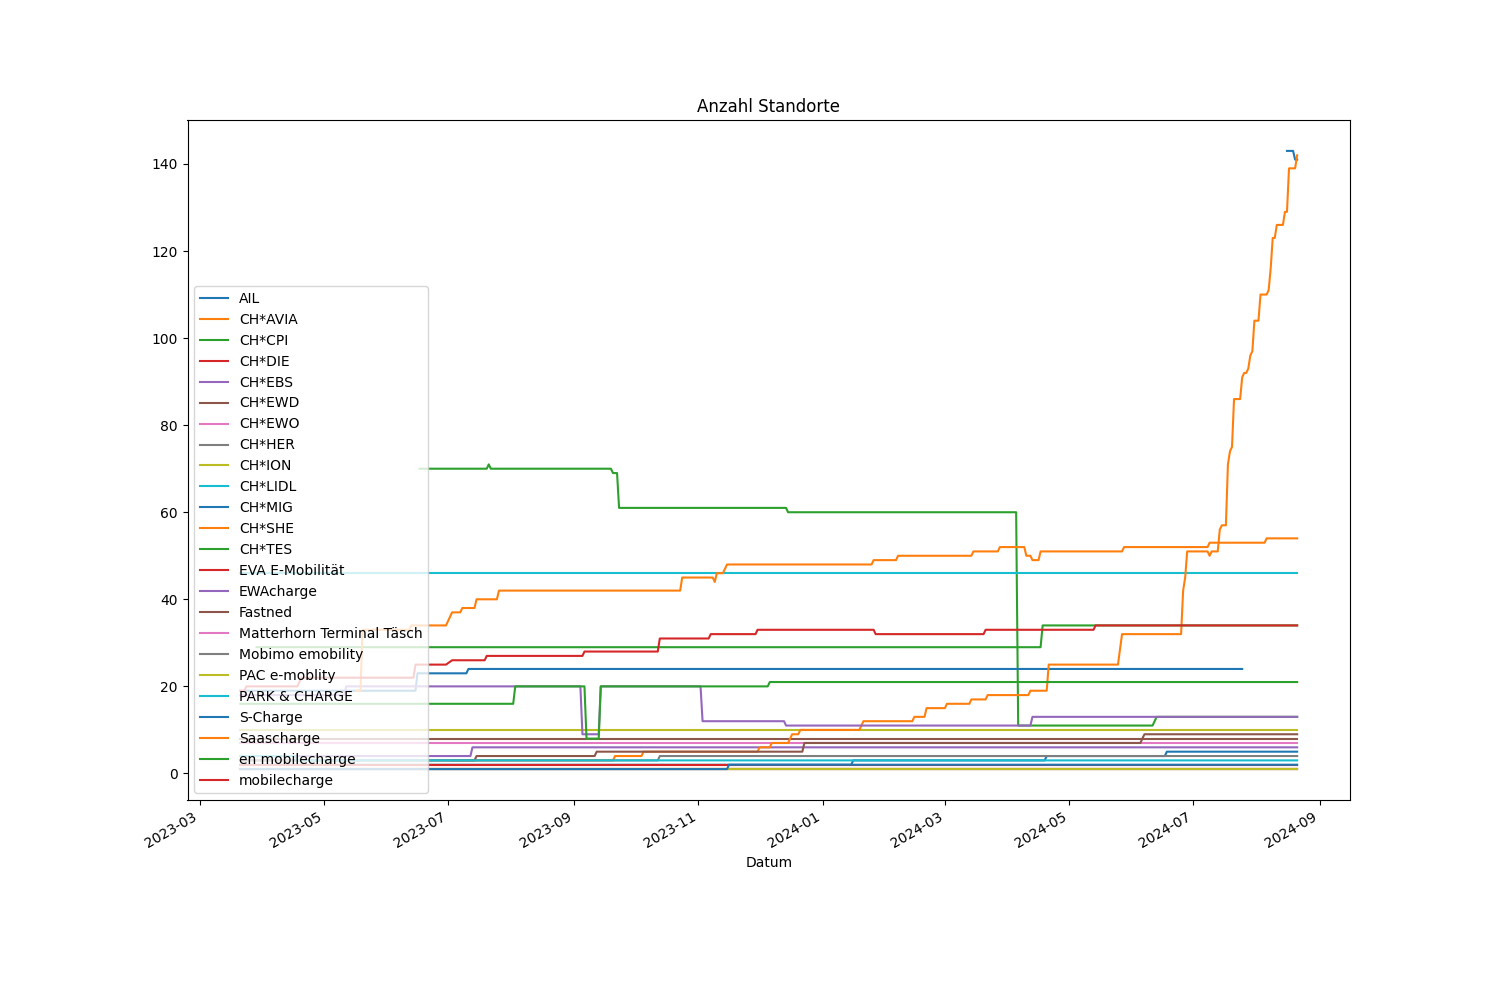 Anzahl Standorte
140
120
100
80
60
40
20
0
AIL
CH*AVIA
CH*CPI
CH*DIE
CH*EBS
CH*EWD
CH*EWO
CH*HER
CH*ION
CH*LIDL
CH*MIG
CH*SHE
CH*TES
EVA E-Mobilität
EWAcharge
Fastned
Matterhorn Terminal Täsch
Mobimo emobility
PAC e-moblity
PARK & CHARGE
S-Charge
Saascharge
en mobilecharge
mobilecharge
2023-03
2023-05
2023-07
2023-09
2023-11
2024-01
2024-03
2024-05
2024-07
2024-09
Datum